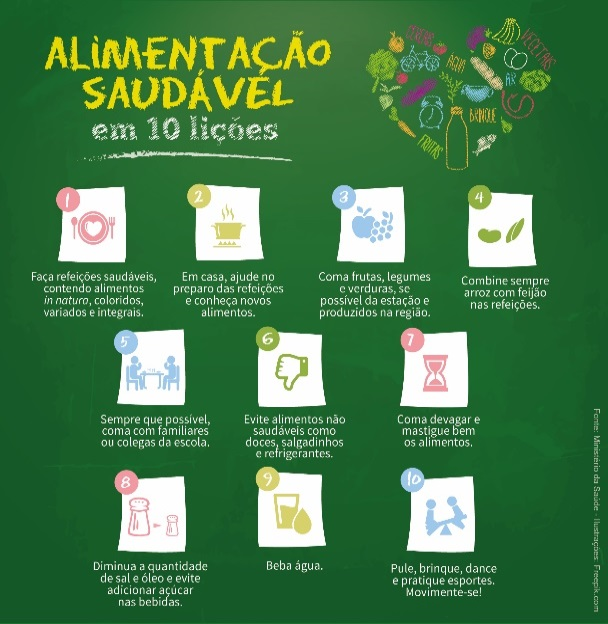 ALIMENTAÇÃO
SAUDÁVEL
em 10 lições
RECEITAS
ÁGUA
AR
BRINQUE
FRUTAS
1
Faça refeições saudáveis,
contendo alimentos
in natura, coloridos,
variados e integrais.
2
Em casa, ajude no
preparo das refeições
e conheça novos
alimentos.
3
Coma frutas, legumes
e verduras, se
possível da estação e
produzidos na região.
4
Combine sempre
arroz com feijão
nas refeições.
5
Sempre que possível,
coma com familiares
ou colegas da escola.
6
Evite alimentos não
saudáveis como
doces, salgadinhos
e refrigerantes.
7
Coma devagar e
mastigue bem
os alimentos.
8
Diminua a quantidade
de sal e óleo e evite
adicionar açúcar
nas bebidas.
9
Beba água.
10
Pule, brinque, dance
e pratique esportes.
Movimente-se!
Fonte: Ministério da Saúde - Ilustrações: Freepik.com